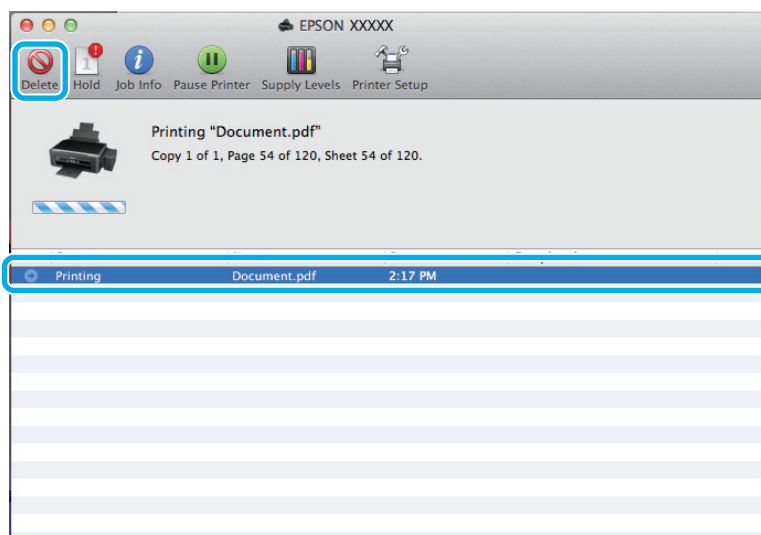 EPSON XXXXX
Delete Hold Job Info Pause Printer Supply Levels Printer Setup
Printing "Document.pdf"
Copy 1 of 1, Page 54 of 120, Sheet 54 of 120.
Printing Document.pdf 2:17 PM